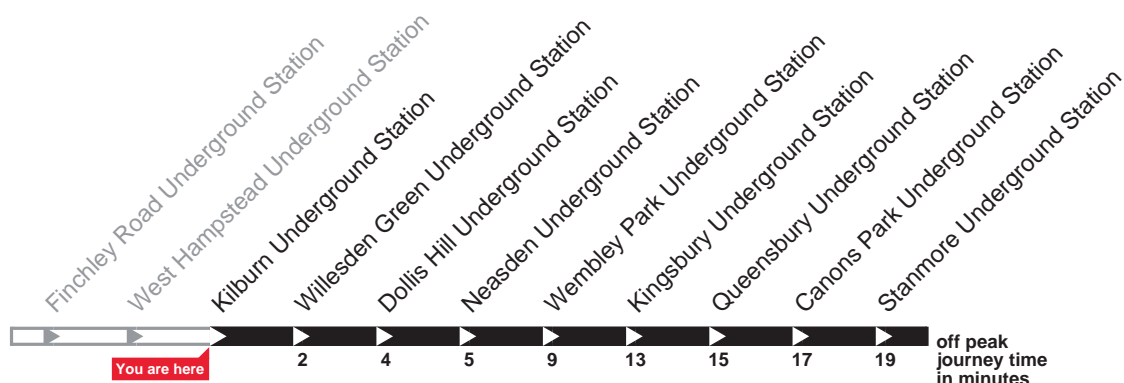 Finchley Road Underground Station
West Hampstead Underground Station
Kilburn Underground Station
Willesden Green Underground Station
Dollis Hill Underground Station
Neasden Underground Station
Wembley Park Underground Station
Kingsbury Underground Station
Queensbury Underground Station
Canons Park Underground Station
Stanmore Underground Station
You are here
2 4 5 9 13 15 17 19
off peak
journey time
in minutes